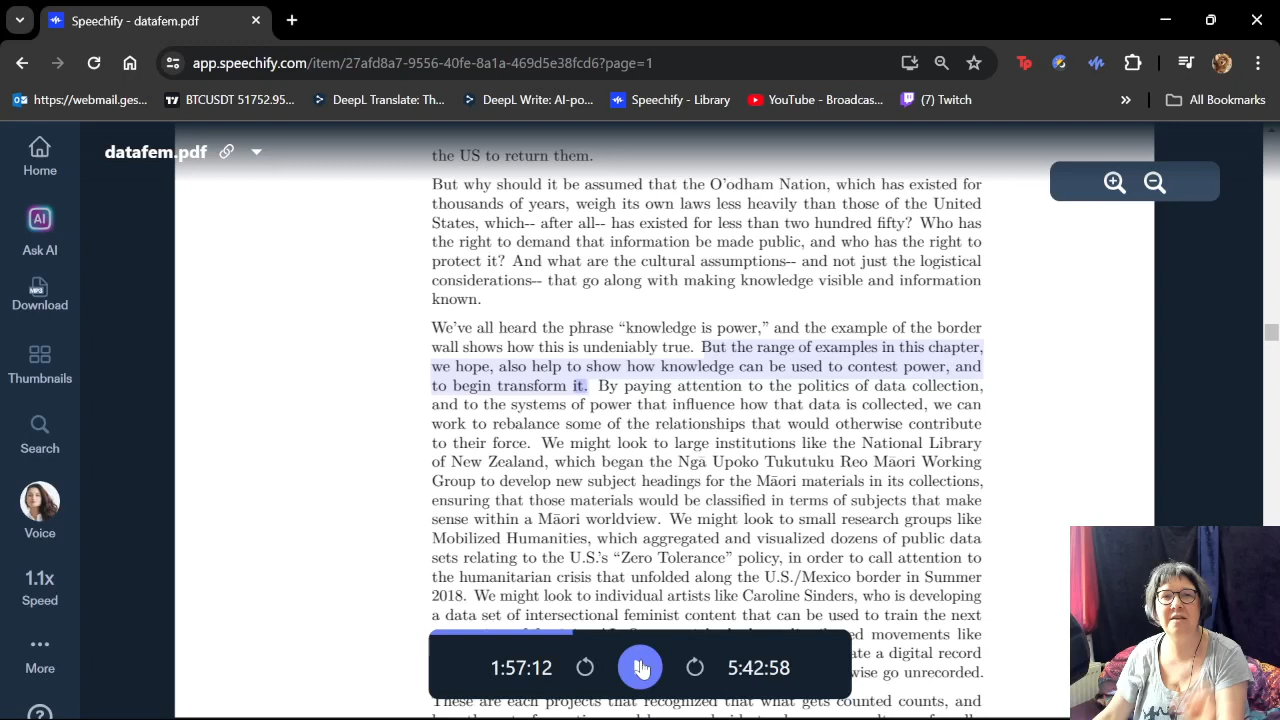 Speechify - datafem.pdf
app.speechify.com/item/27afd8a7-9556-40fe-8a1a-469d5e38fcd6?page=1
https://webmail.ges...
BTCUSDT 51752.95...
DeepL Translate: Th...
DeepL Write: AI-po...
Speechify - Library
YouTube - Broadcas...
(7) Twitch
All Bookmarks
Home
AI
Ask AI
MP3
Download
Thumbnails
Search
Voice
1.1x
Speed
More
datafem.pdf
the US to return them.
But why should it be assumed that the O'odham Nation, which has existed for
thousands of years, weigh its own laws less heavily than those of the United
States, which-- after all-- has existed for less than two hundred fifty? Who has
the right to demand that information be made public, and who has the right to
protect it? And what are the cultural assumptions-- and not just the logistical
considerations-- that go along with making knowledge visible and information
known.
We've all heard the phrase “knowledge is power,” and the example of the border
wall shows how this is undeniably true. But the range of examples in this chapter,
we hope, also help to show how knowledge can be used to contest power, and
to begin transform it. By paying attention to the politics of data collection,
and to the systems of power that influence how that data is collected, we can
work to rebalance some of the relationships that would otherwise contribute
to their force. We might look to large institutions like the National Library
of New Zealand, which began the Ngā Upoko Tukutuku Reo Māori Working
Group to develop new subject headings for the Māori materials in its collections,
ensuring that those materials would be classified in terms of subjects that make
sense within a Māori worldview. We might look to small research groups like
Mobilized Humanities, which aggregated and visualized dozens of public data
sets relating to the U.S.'s “Zero Tolerance” policy, in order to call attention to
the humanitarian crisis that unfolded along the U.S./Mexico border in Summer
2018. We might look to individual artists like Caroline Sinders, who is developing
a data set of intersectional feminist content that can be used to train the next
movements like
ate a digital record
wise go unrecorded.
These are each projects that recognized that what gets counted counts, and
1:57:12
5:42:58